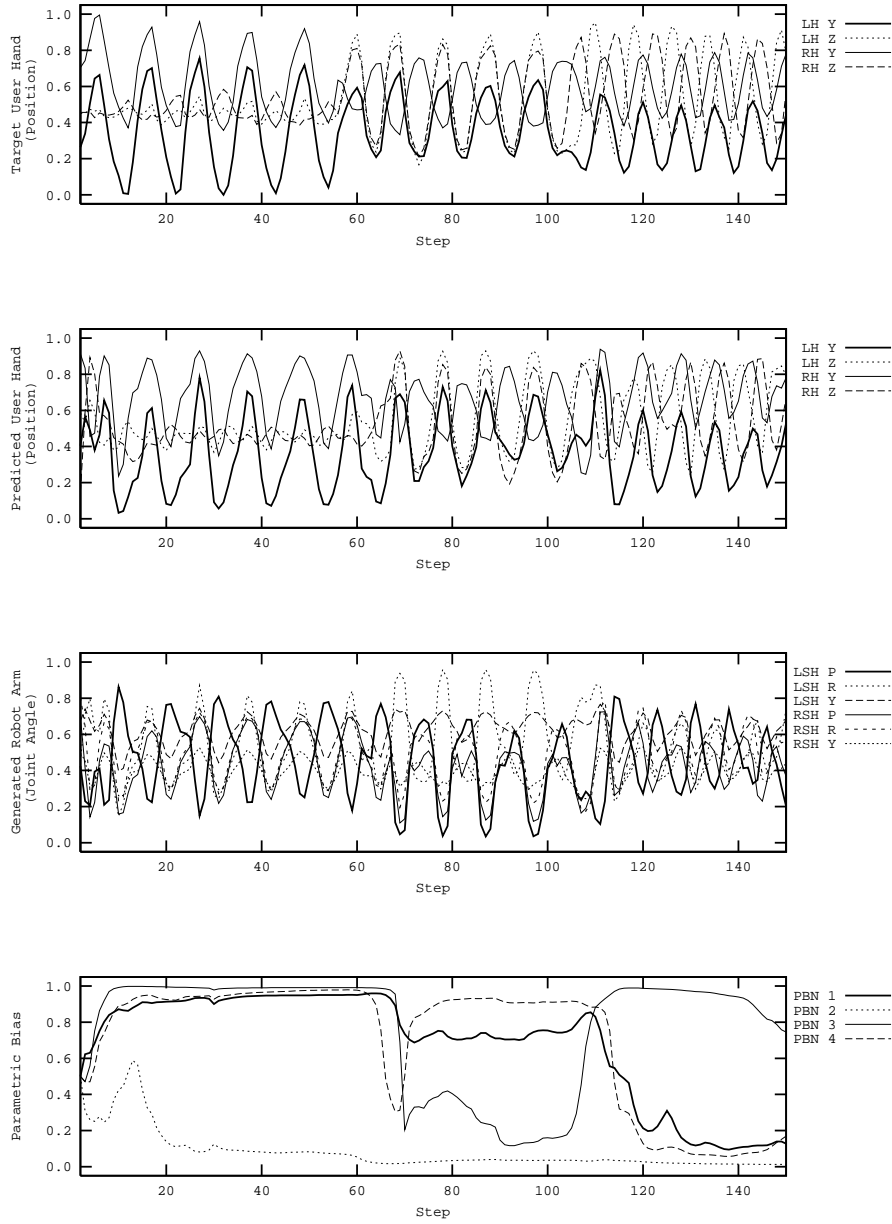 Target User Hand
(Position)
1.0
0.8
0.6
0.4
0.2
0.0
20 40 60 80 100 120 140
Step
LH Y
LH Z
RH Y
RH Z
Predicted User Hand
(Position)
1.0
0.8
0.6
0.4
0.2
0.0
20 40 60 80 100 120 140
Step
LH Y
LH Z
RH Y
RH Z
Generated Robot Arm
(Joint Angle)
1.0
0.8
0.6
0.4
0.2
0.0
20 40 60 80 100 120 140
Step
LSH P
LSH R
LSH Y
RSH P
RSH R
RSH Y
Parametric Bias
1.0
0.8
0.6
0.4
0.2
0.0
20 40 60 80 100 120 140
Step
PBN 1
PBN 2
PBN 3
PBN 4